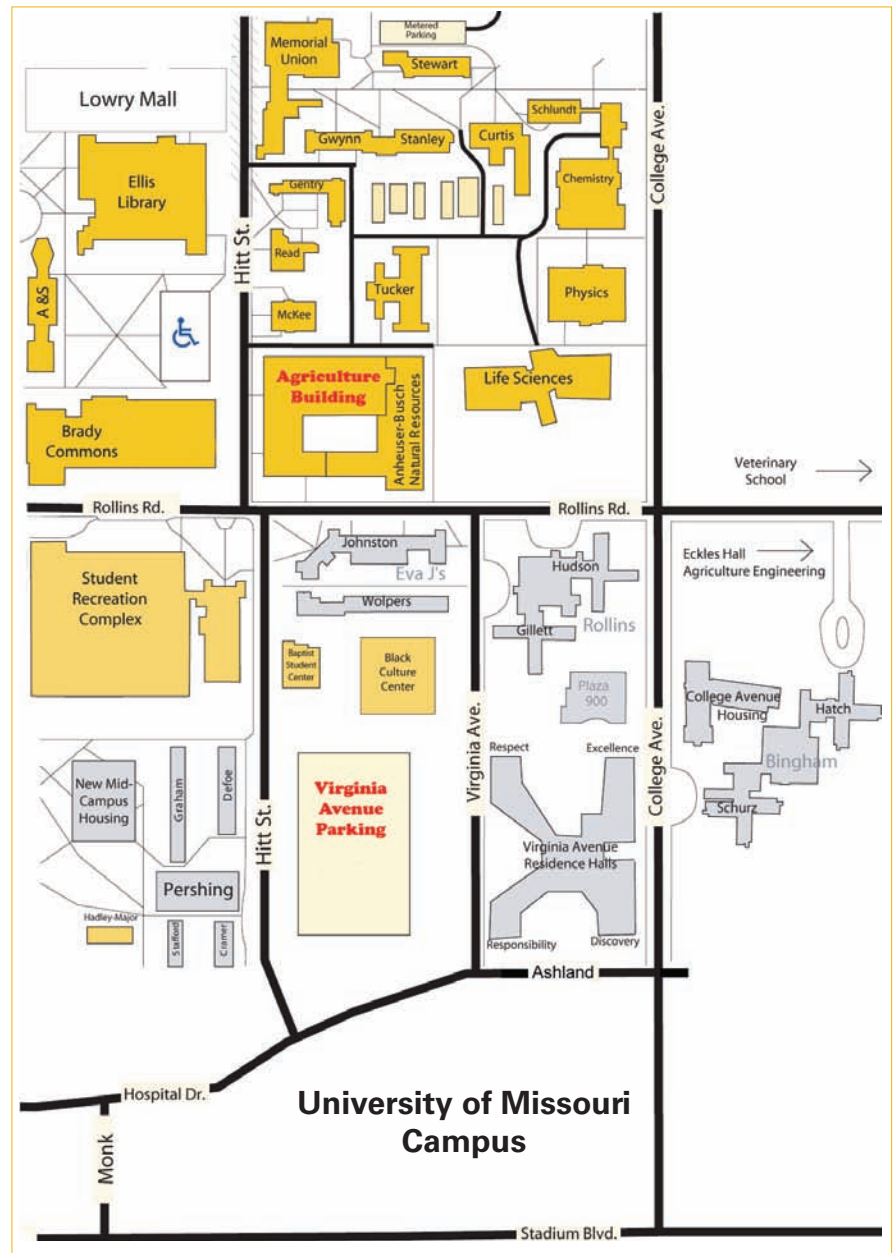 Metered
Parking
Memorial
Union
Stewart
Lowry Mall
Schlundt
Gwynn
Stanley
Curtis
College Ave.
Ellis
Library
Gentry
Chemistry
Hitt St.
Read
Tucker
Physics
A &S
McKee
Agriculture
Building
Anheuser-Busch
Natural Resources
Life Sciences
Brady
Commons
Veterinary
School
Rollins Rd.
Rollins Rd.
Johnston
Eva J's
Hudson
Eckles Hall
Agriculture Engineering
Student
Recreation
Complex
Wolpers
Gillett
Rollins
Baptist
Student
Center
Black
Culture
Center
Plaza
900
College Avenue
Housing
Hatch
Bingham
Schurz
Virginia Ave.
College Ave.
Respect
Excellence
New Mid-
Campus
Housing
Graham
Defoe
Hitt St.
Virginia
Avenue
Parking
Virginia Avenue
Residence Halls
Pershing
Hadley-Major
Stafford
Cramer
Responsibility
Discovery
Ashland
Hospital Dr.
University of Missouri
Campus
Monk
Stadium Blvd.